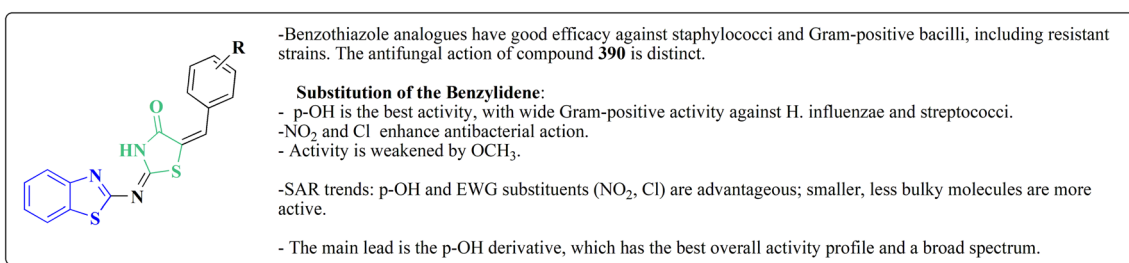 R
O
HN
S
N
N
S
-Benzothiazole analogues have good efficacy against staphylococci and Gram-positive bacilli, including resistant
strains. The antifungal action of compound 390 is distinct.
Substitution of the Benzylidene:
- p-OH is the best activity, with wide Gram-positive activity against H. influenzae and streptococci.
-NO₂ and Cl enhance antibacterial action.
- Activity is weakened by OCH₃.
-SAR trends: p-OH and EWG substituents (NO₂, Cl) are advantageous; smaller, less bulky molecules are more
active.
- The main lead is the p-OH derivative, which has the best overall activity profile and a broad spectrum.